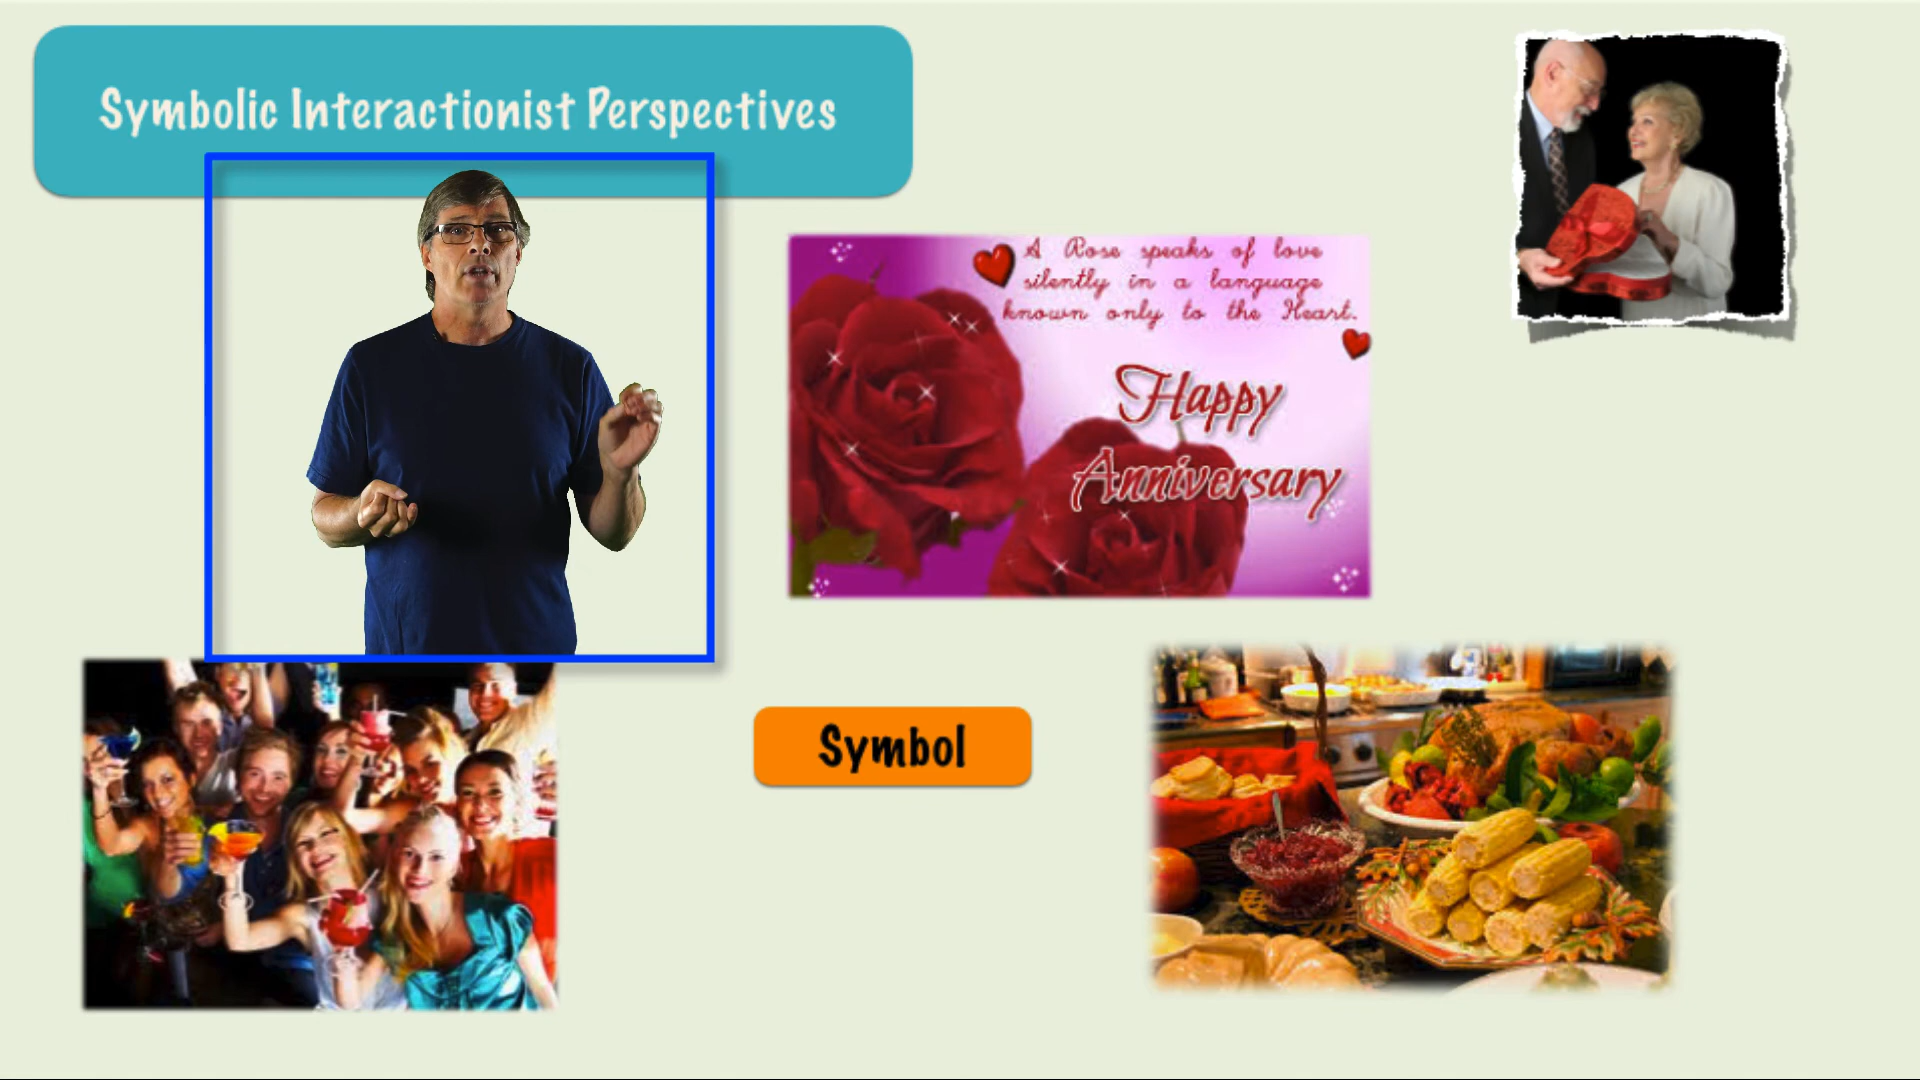 Symbolic Interactionist Perspectives
A Rose speaks of love
silently in a language
known only to the Heart.
Happy
Anniversary
Symbol